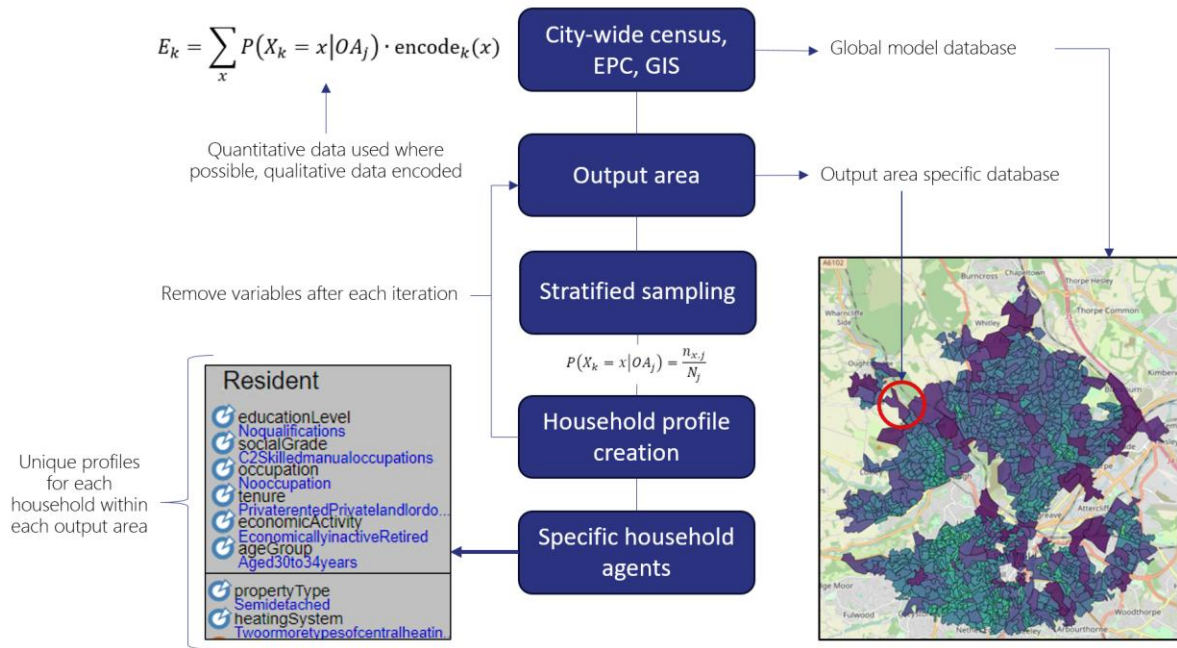 E_k = ∑_x P(X_k = x|OA_j) · encode_k(x)
City-wide census,
EPC, GIS
Global model database
Quantitative data used where
possible, qualitative data encoded
Output area
Output area specific database
Remove variables after each iteration
Stratified sampling
P(X_k = x|OA_j) = n_{x,j} / N_j
Household profile
creation
Specific household
agents
Unique profiles
for each
household within
each output area
Resident
educationLevel
Noqualifications
socialGrade
C2Skilledmanualoccupations
occupation
Nooccupation
tenure
PrivaterentedPrivatelandlordo...
economicActivity
EconomicallyinactiveRetired
ageGroup
Aged30to34years
propertyType
Semidetached
heatingSystem
Twoormoretypesofcentralheatin...
A6102
Burncross
Chapeltown
Thorpe Hesley
Wharncliffe
Side
Whitley
Thorpe Common
Kimberw
Attercliff
Fulwood
Woodthorpe